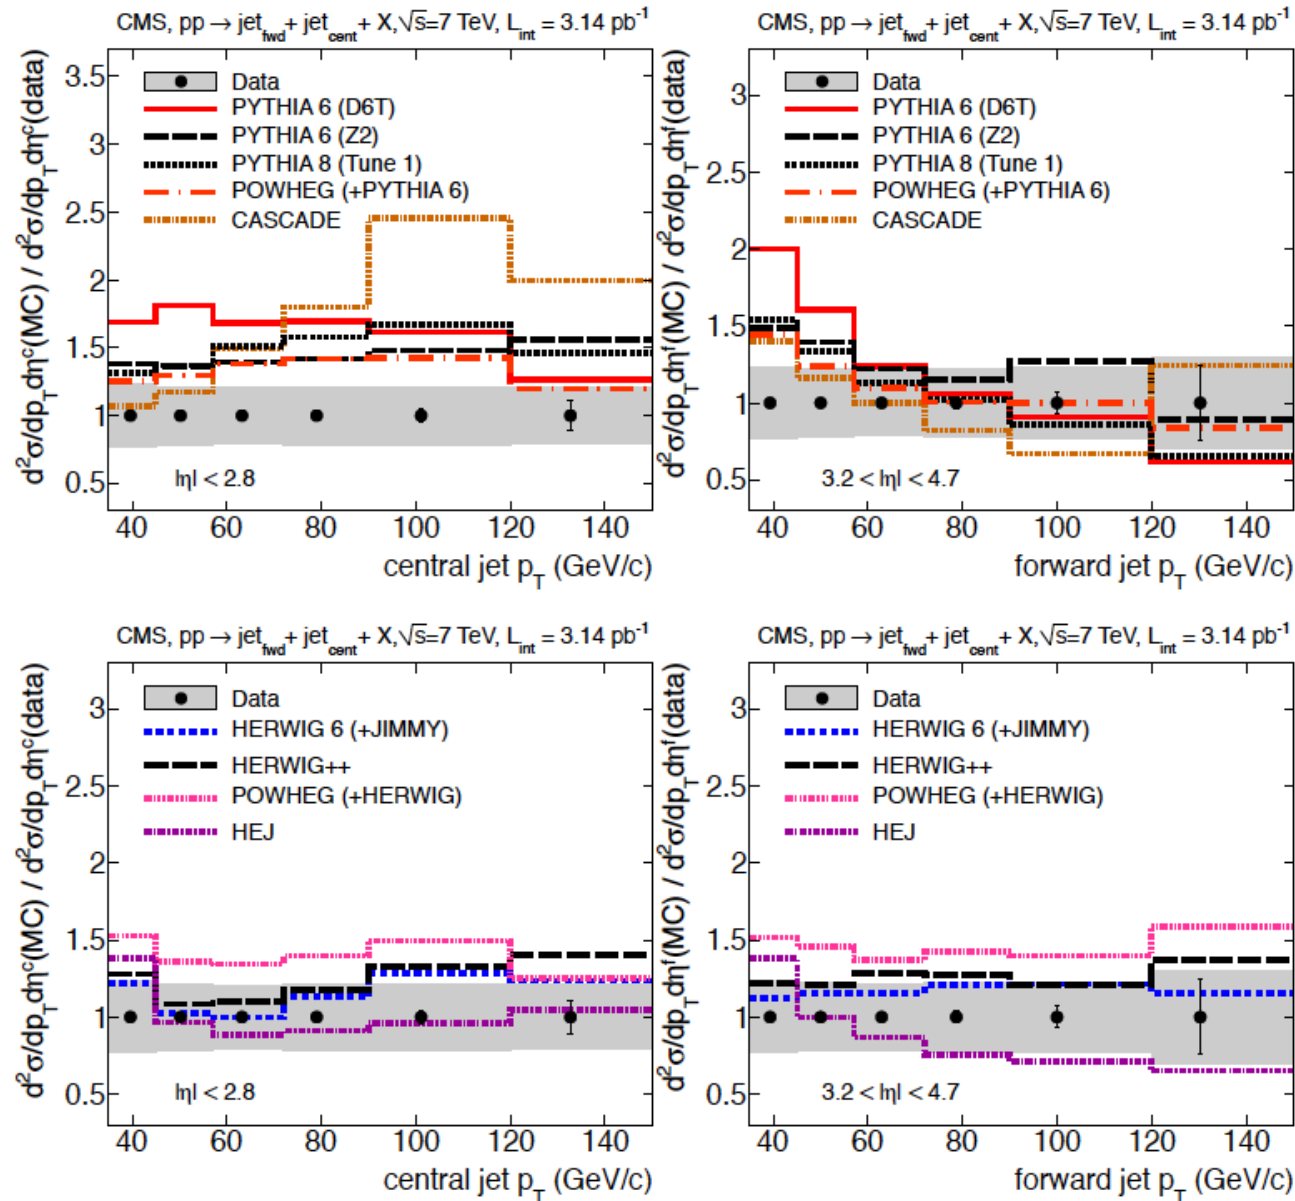 CMS, pp → jet_fwd + jet_cent + X, √s=7 TeV, L_int = 3.14 pb⁻¹
d²σ/dp_T dηᶜ(MC) / d²σ/dp_T dηᶜ(data)
3.5
3
2.5
2
1.5
1
0.5
Data
PYTHIA 6 (D6T)
PYTHIA 6 (Z2)
PYTHIA 8 (Tune 1)
POWHEG (+PYTHIA 6)
CASCADE
|η| < 2.8
40 60 80 100 120 140
central jet p_T (GeV/c)
CMS, pp → jet_fwd + jet_cent + X, √s=7 TeV, L_int = 3.14 pb⁻¹
d²σ/dp_T dηᶠ(MC) / d²σ/dp_T dηᶠ(data)
3
2.5
2
1.5
1
0.5
Data
PYTHIA 6 (D6T)
PYTHIA 6 (Z2)
PYTHIA 8 (Tune 1)
POWHEG (+PYTHIA 6)
CASCADE
3.2 < |η| < 4.7
40 60 80 100 120 140
forward jet p_T (GeV/c)
CMS, pp → jet_fwd + jet_cent + X, √s=7 TeV, L_int = 3.14 pb⁻¹
d²σ/dp_T dηᶜ(MC) / d²σ/dp_T dηᶜ(data)
3
2.5
2
1.5
1
0.5
Data
HERWIG 6 (+JIMMY)
HERWIG++
POWHEG (+HERWIG)
HEJ
|η| < 2.8
40 60 80 100 120 140
central jet p_T (GeV/c)
CMS, pp → jet_fwd + jet_cent + X, √s=7 TeV, L_int = 3.14 pb⁻¹
d²σ/dp_T dηᶠ(MC) / d²σ/dp_T dηᶠ(data)
3
2.5
2
1.5
1
0.5
Data
HERWIG 6 (+JIMMY)
HERWIG++
POWHEG (+HERWIG)
HEJ
3.2 < |η| < 4.7
40 60 80 100 120 140
forward jet p_T (GeV/c)